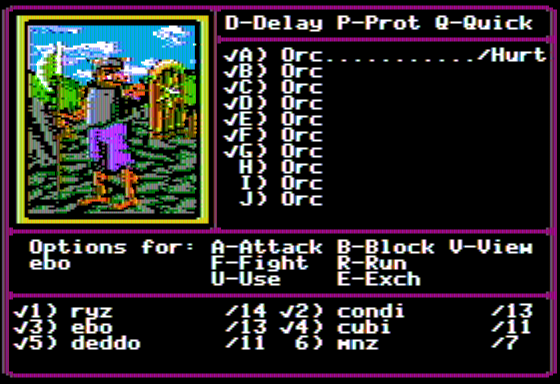 D-Delay P-Prot Q-Quick
√A) Orc.........../Hurt
√B) Orc
√C) Orc
√D) Orc
√E) Orc
√F) Orc
√G) Orc
H) Orc
I) Orc
J) Orc
Options for: A-Attack B-Block V-View
ebo F-Fight R-Run
U-Use E-Exch
√1) ryz /14 √2) condi /13
√3) ebo /13 √4) cubi /11
√5) deddo /11 6) mnz /7